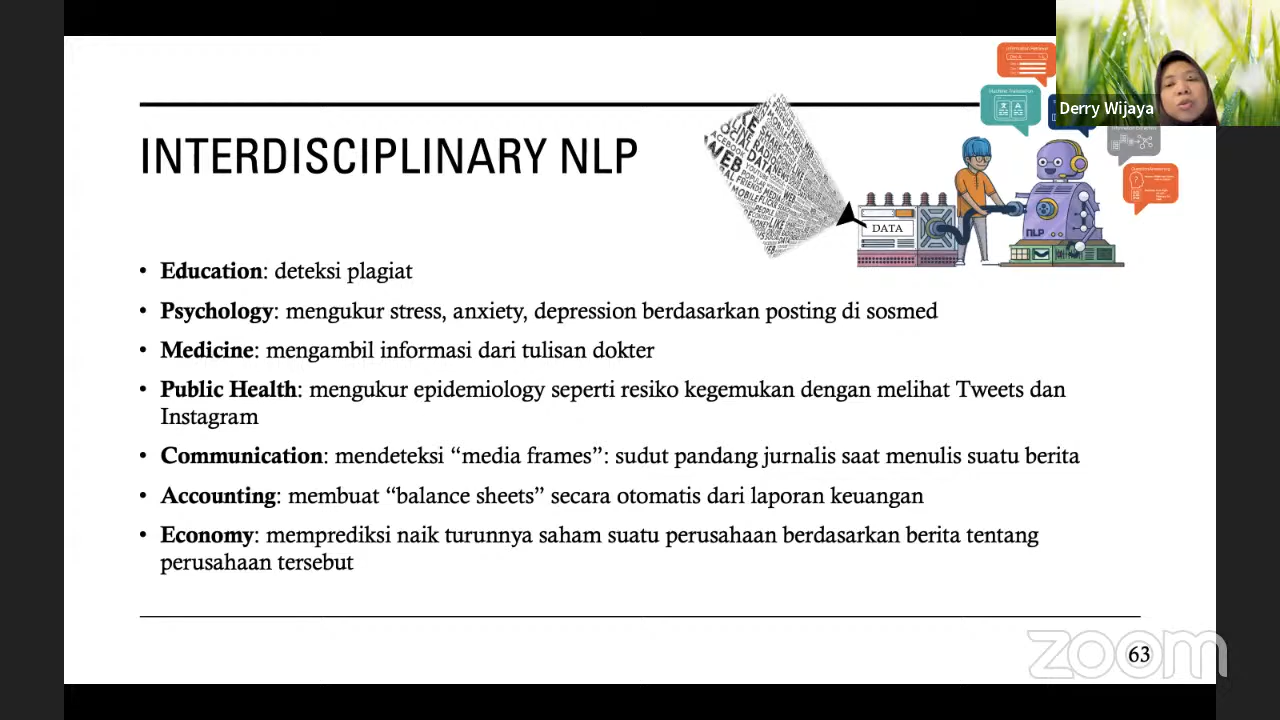 Derry Wijaya
INTERDISCIPLINARY NLP
DATA
NLP
• Education: deteksi plagiat
• Psychology: mengukur stress, anxiety, depression berdasarkan posting di sosmed
• Medicine: mengambil informasi dari tulisan dokter
• Public Health: mengukur epidemiology seperti resiko kegemukan dengan melihat Tweets dan
Instagram
• Communication: mendeteksi “media frames”: sudut pandang jurnalis saat menulis suatu berita
• Accounting: membuat “balance sheets” secara otomatis dari laporan keuangan
• Economy: memprediksi naik turunnya saham suatu perusahaan berdasarkan berita tentang
perusahaan tersebut
zoom
63